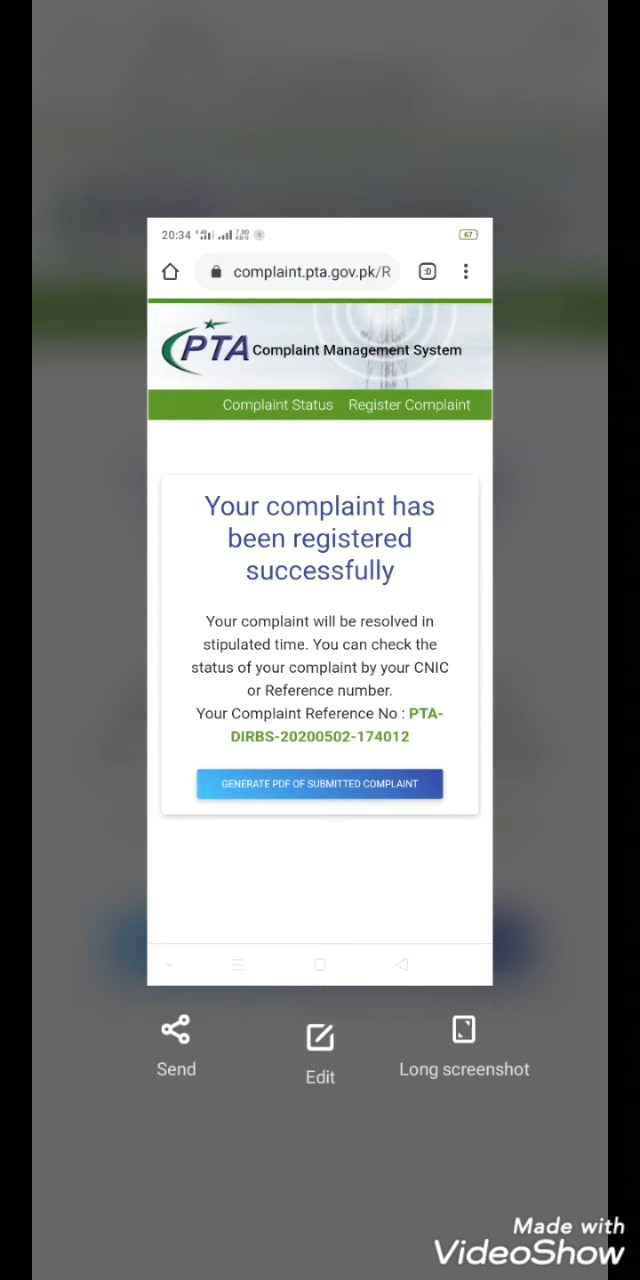 20:34
67
complaint.pta.gov.pk/R
:D
PTA Complaint Management System
Complaint Status Register Complaint
Your complaint has
been registered
successfully
Your complaint will be resolved in
stipulated time. You can check the
status of your complaint by your CNIC
or Reference number.
Your Complaint Reference No : PTA-
DIRBS-20200502-174012
GENERATE PDF OF SUBMITTED COMPLAINT
Send
Edit
Long screenshot
Made with
VideoShow